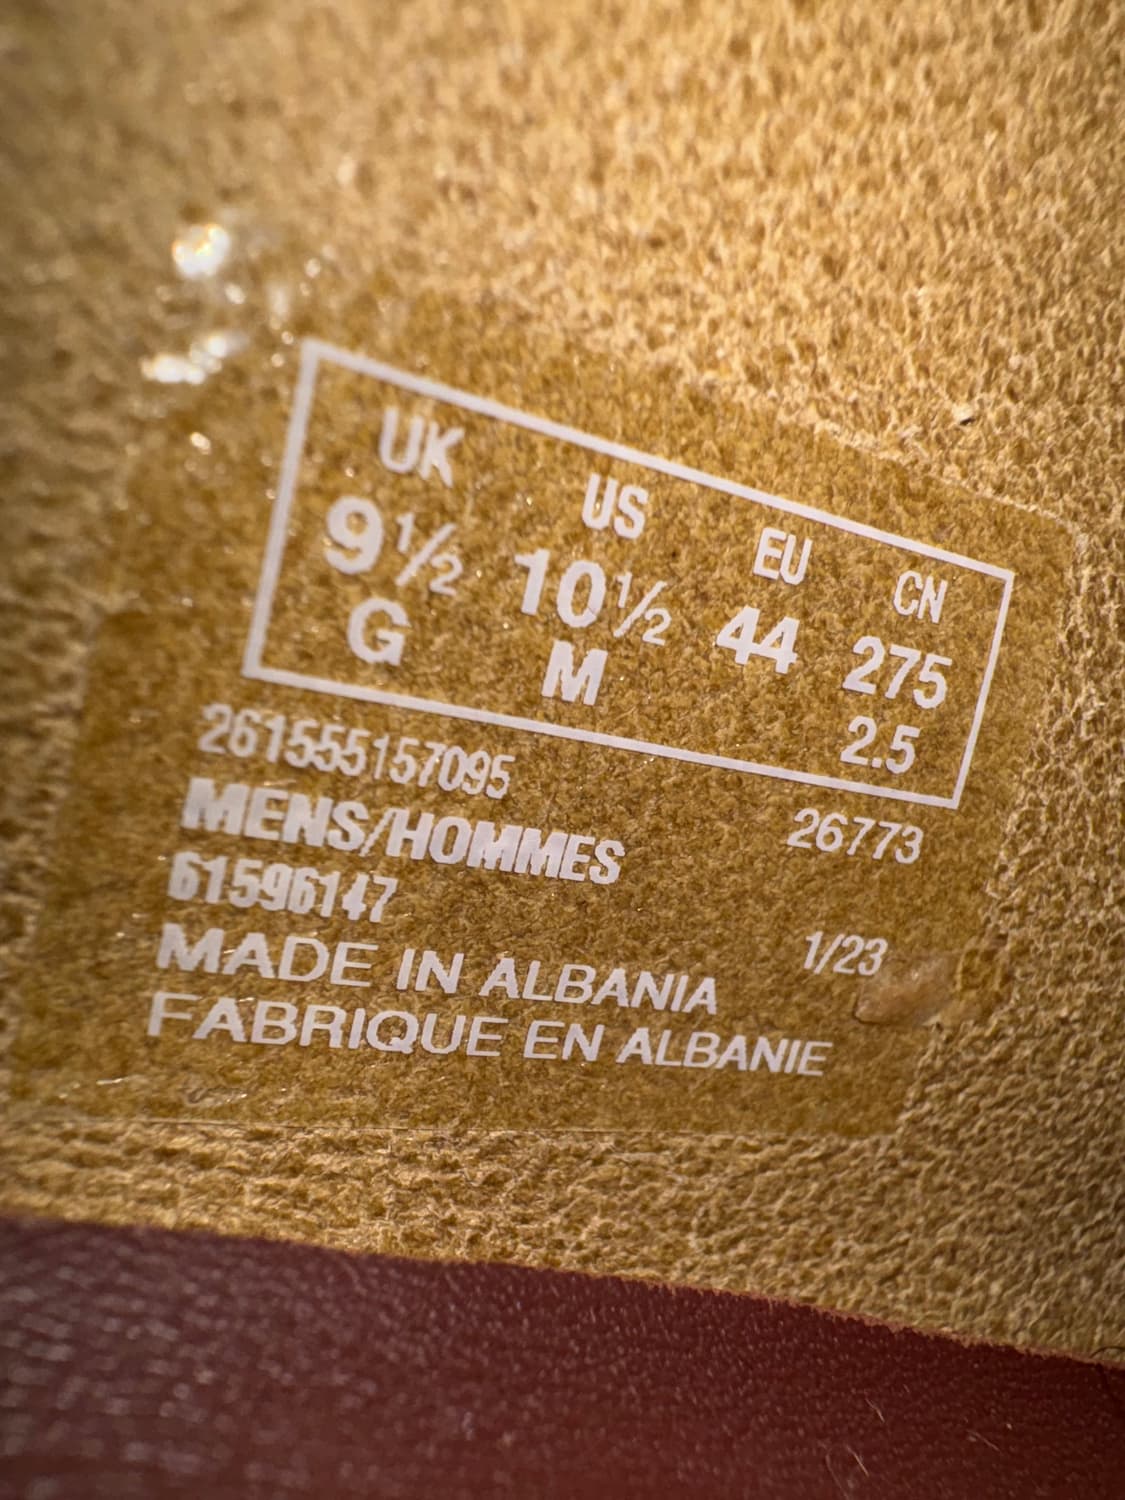 UK US EU CN
9½ 10½ 44 275
G M 2.5
261555157095 26773
MENS/HOMMES
61596147 1/23
MADE IN ALBANIA
FABRIQUE EN ALBANIE